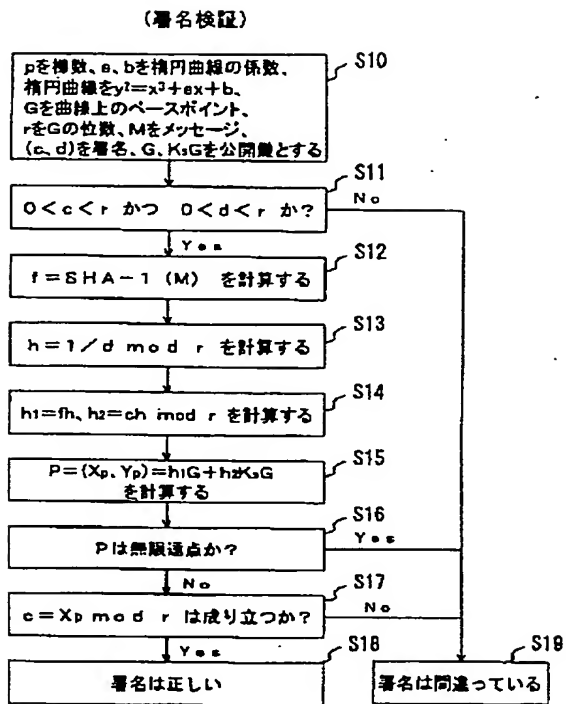 (署名検証)
S10
pを標数、a、bを楕円曲線の係数、
楕円曲線をy²=x³+ax+b、
Gを曲線上のベースポイント、
rをGの位数、Mをメッセージ、
(c、d)を署名、G、KsGを公開鍵とする
S11
0<c<r かつ 0<d<r か?
No
Yes
S12
f=SHA-1(M) を計算する
S13
h=1/d mod r を計算する
S14
h1=fh、h2=ch mod r を計算する
S15
P=(Xp、Yp)=h1G+h2KsG
を計算する
S16
Pは無限遠点か?
Yes
No
S17
c=Xp mod r は成り立つか?
No
Yes
S18
署名は正しい
S19
署名は間違っている